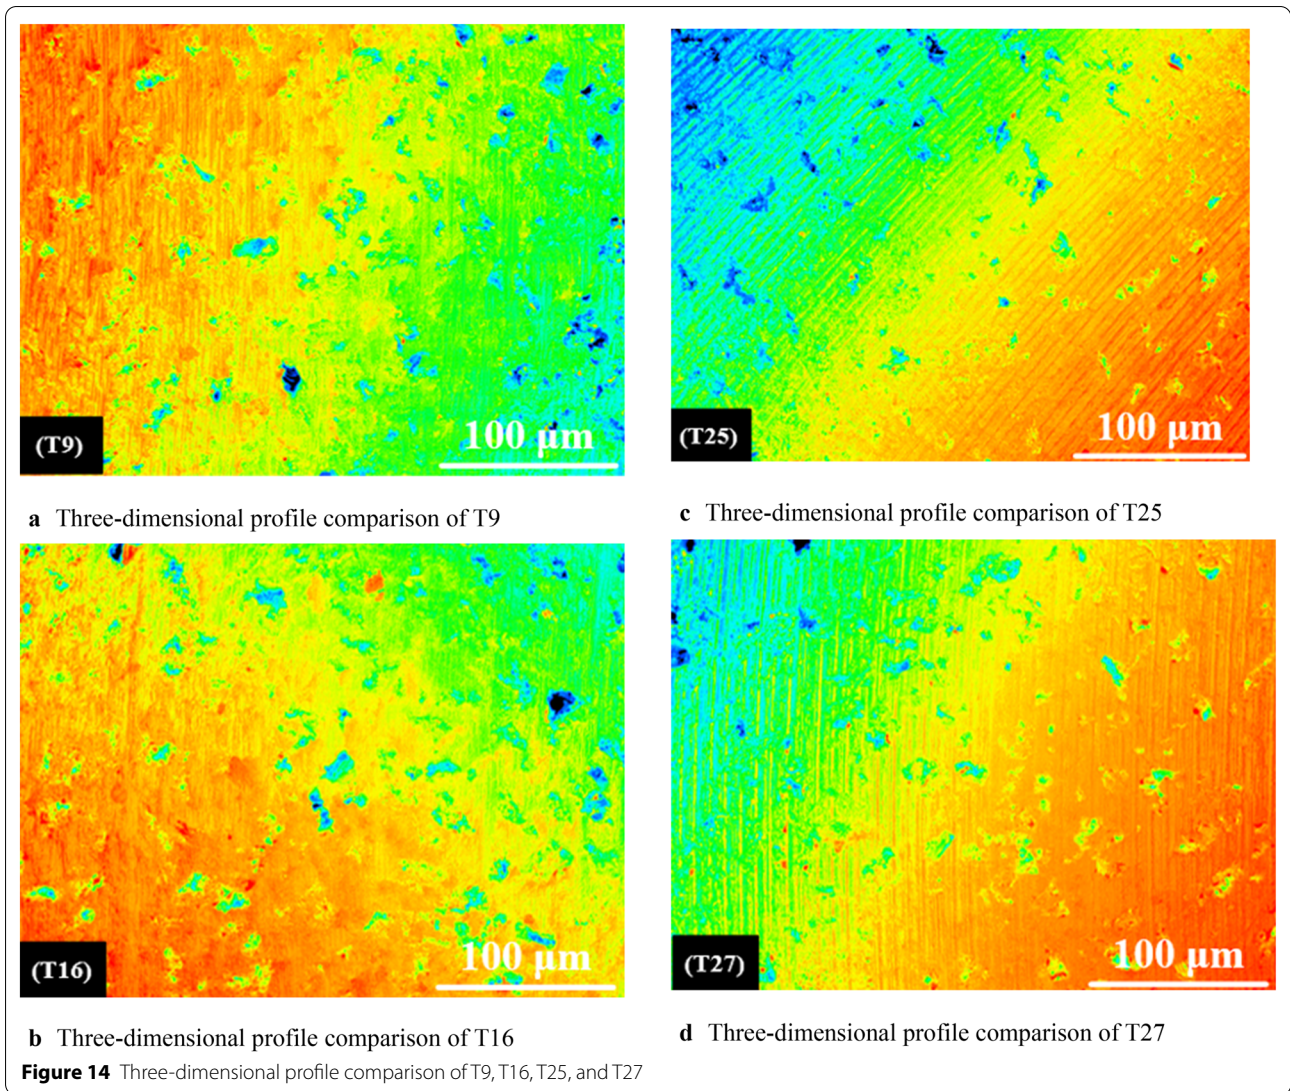 (T9)
100 μm
a Three-dimensional profile comparison of T9
(T25)
100 μm
c Three-dimensional profile comparison of T25
(T16)
100 μm
b Three-dimensional profile comparison of T16
(T27)
100 μm
d Three-dimensional profile comparison of T27
Figure 14 Three-dimensional profile comparison of T9, T16, T25, and T27